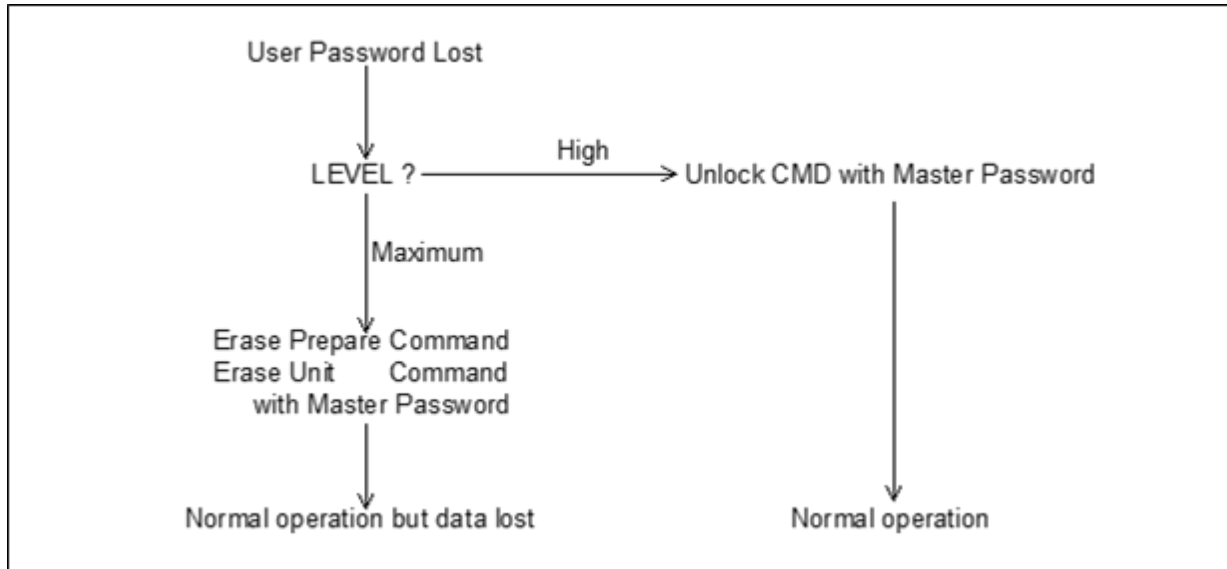 User Password Lost
LEVEL ?
High
Unlock CMD with Master Password
Maximum
Erase Prepare Command
Erase Unit Command
with Master Password
Normal operation but data lost
Normal operation